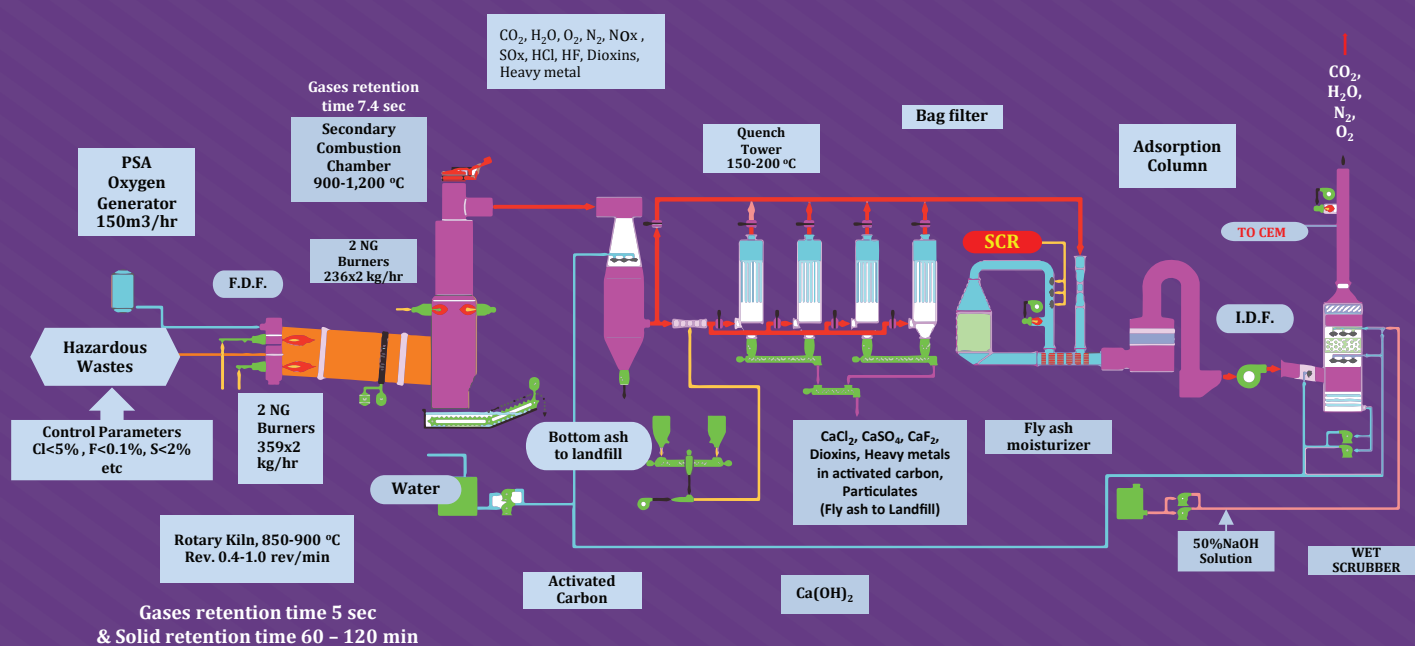 CO₂, H₂O, O₂, N₂, NOx ,
SOx, HCl, HF, Dioxins,
Heavy metal
Gases retention
time 7.4 sec
Secondary
Combustion
Chamber
900-1,200 ºC
Bag filter
Quench
Tower
150-200 ºC
Adsorption
Column
CO₂,
H₂O,
N₂,
O₂
PSA
Oxygen
Generator
150m3/hr
2 NG
Burners
236x2 kg/hr
F.D.F.
SCR
TO CEM
I.D.F.
Hazardous
Wastes
Control Parameters
Cl<5% , F<0.1%, S<2%
etc
2 NG
Burners
359x2
kg/hr
Bottom ash
to landfill
Water
CaCl₂, CaSO₄, CaF₂,
Dioxins, Heavy metals
in activated carbon,
Particulates
(Fly ash to Landfill)
Fly ash
moisturizer
Rotary Kiln, 850-900 ºC
Rev. 0.4-1.0 rev/min
50%NaOH
Solution
WET
SCRUBBER
Activated
Carbon
Ca(OH)₂
Gases retention time 5 sec
& Solid retention time 60 – 120 min